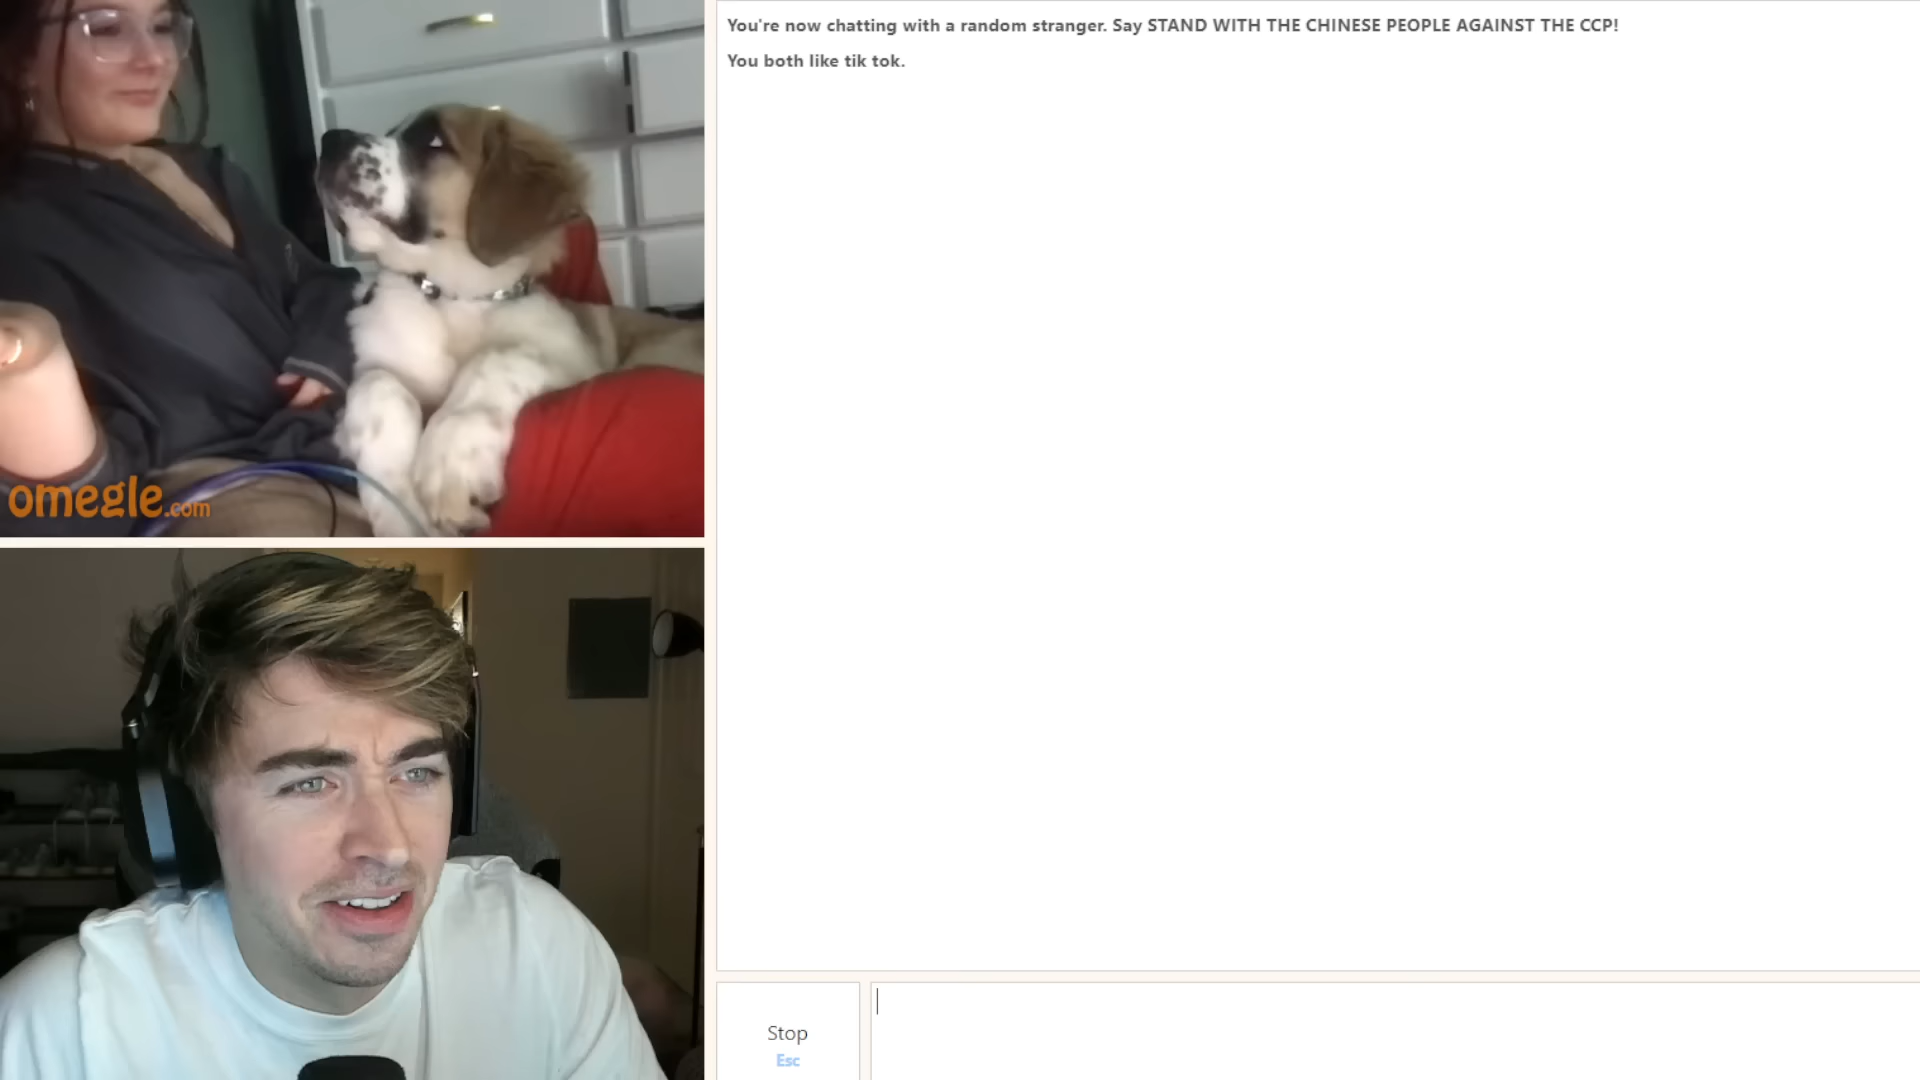 You're now chatting with a random stranger. Say STAND WITH THE CHINESE PEOPLE AGAINST THE CCP!
You both like tik tok.
omegle.com
Stop
Esc